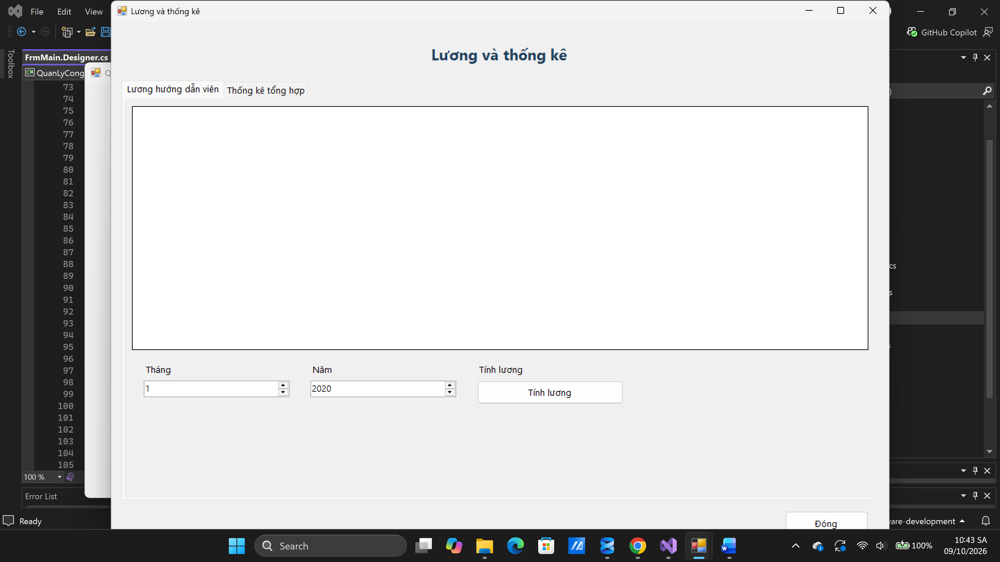 File Edit View
Lương và thống kê
GitHub Copilot
Toolbox
FrmMain.Designer.cs
QuanLyCong
Q
Lương và thống kê
Lương hướng dẫn viên
Thống kê tổng hợp
73
74
75
76
77
78
79
80
81
82
83
84
85
86
87
88
89
90
91
92
93
94
95
96
97
98
99
100
101
102
103
104
105
cs
s
s
)
Tháng
Năm
Tính lương
1
2020
Tính lương
100 %
Error List
Đóng
Ready
are-development
Search
100%
10:43 SA
09/10/2026